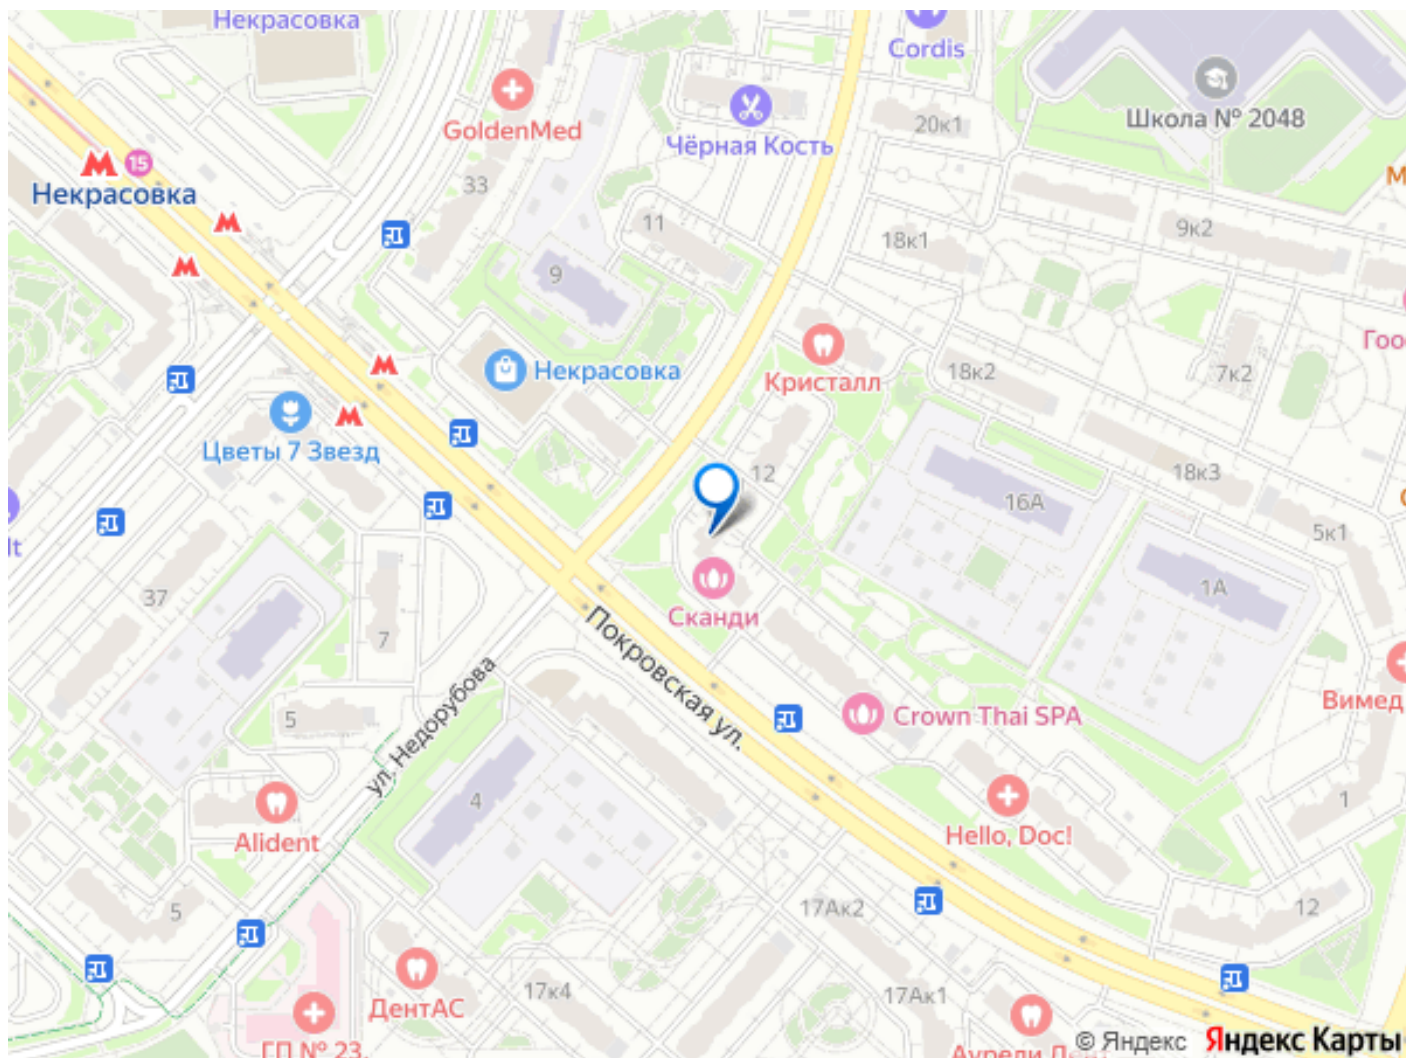 Некрасовка
Cordis
GoldenMed
Чёрная Кость
20к1
Школа № 2048
М
15
Некрасовка
33
11
9к2
18к1
9
Кристалл
Некрасовка
18к2
7к2
Цветы 7 Звезд
12
18к3
16А
5к1
lt
37
1А
Сканди
7
Покровская ул.
ул. Недорубова
5
Вимед
Crown Thai SPA
4
1
Alident
Hello, Doc!
5
17Ак2
12
17к4
17Ак1
ДентАС
ГП № 23,
© Яндекс
Яндекс Карты